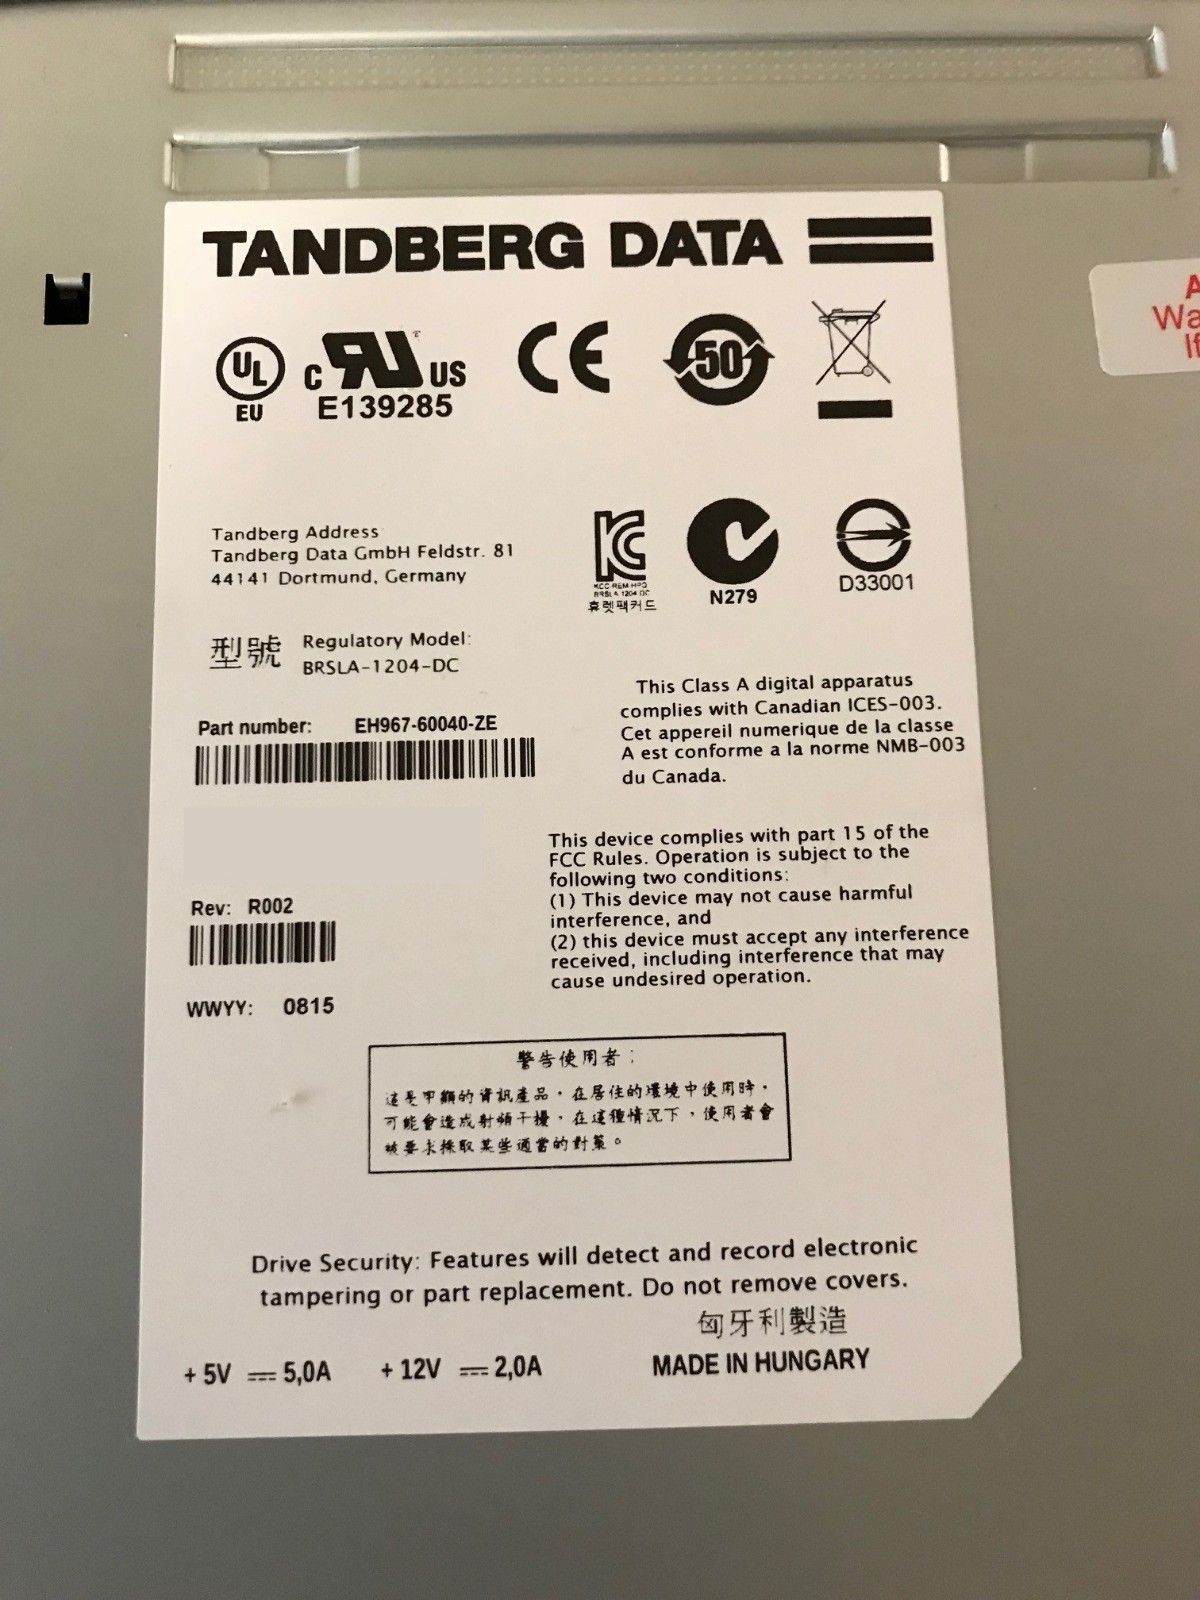 TANDBERG DATA
UL
EU
C RU US
E139285
CE
50
Tandberg Address
Tandberg Data GmbH Feldstr. 81
44141 Dortmund, Germany
KC
KCC-REM-HPD
BRSLA 1204 DC
휴렛팩커드
N279
D33001
型號
Regulatory Model:
BRSLA-1204-DC
Part number: EH967-60040-ZE
This Class A digital apparatus
complies with Canadian ICES-003.
Cet appereil numerique de la classe
A est conforme a la norme NMB-003
du Canada.
This device complies with part 15 of the
FCC Rules. Operation is subject to the
following two conditions:
(1) This device may not cause harmful
interference, and
(2) this device must accept any interference
received, including interference that may
cause undesired operation.
Rev: R002
WWYY: 0815
警告使用者:
這是甲類的資訊產品,在居住的環境中使用時,
可能會造成射頻干擾,在這種情況下,使用者會
被要求採取某些適當的對策。
Drive Security: Features will detect and record electronic
tampering or part replacement. Do not remove covers.
匈牙利製造
+ 5V ⎓ 5,0A + 12V ⎓ 2,0A
MADE IN HUNGARY